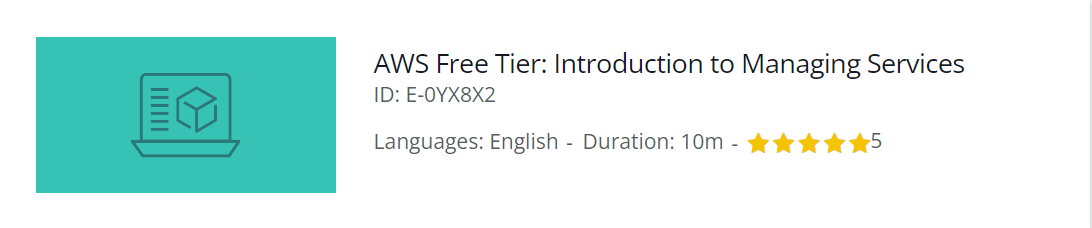 AWS Free Tier: Introduction to Managing Services
ID: E-0YX8X2
Languages: English - Duration: 10m - 5